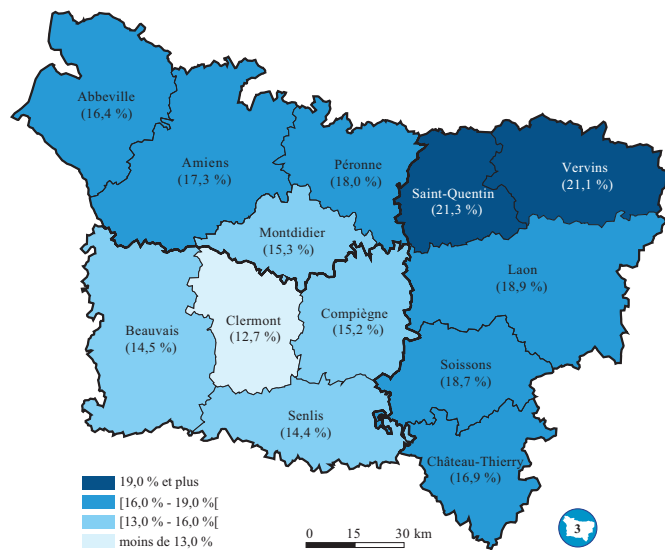 Abbeville
(16,4 %)
Amiens
(17,3 %)
Péronne
(18,0 %)
Saint-Quentin
(21,3 %)
Vervins
(21,1 %)
Montdidier
(15,3 %)
Laon
(18,9 %)
Beauvais
(14,5 %)
Clermont
(12,7 %)
Compiègne
(15,2 %)
Soissons
(18,7 %)
Senlis
(14,4 %)
Château-Thierry
(16,9 %)
19,0 % et plus
[16,0 % - 19,0 %[
[13,0 % - 16,0 %[
moins de 13,0 %
0 15 30 km
3